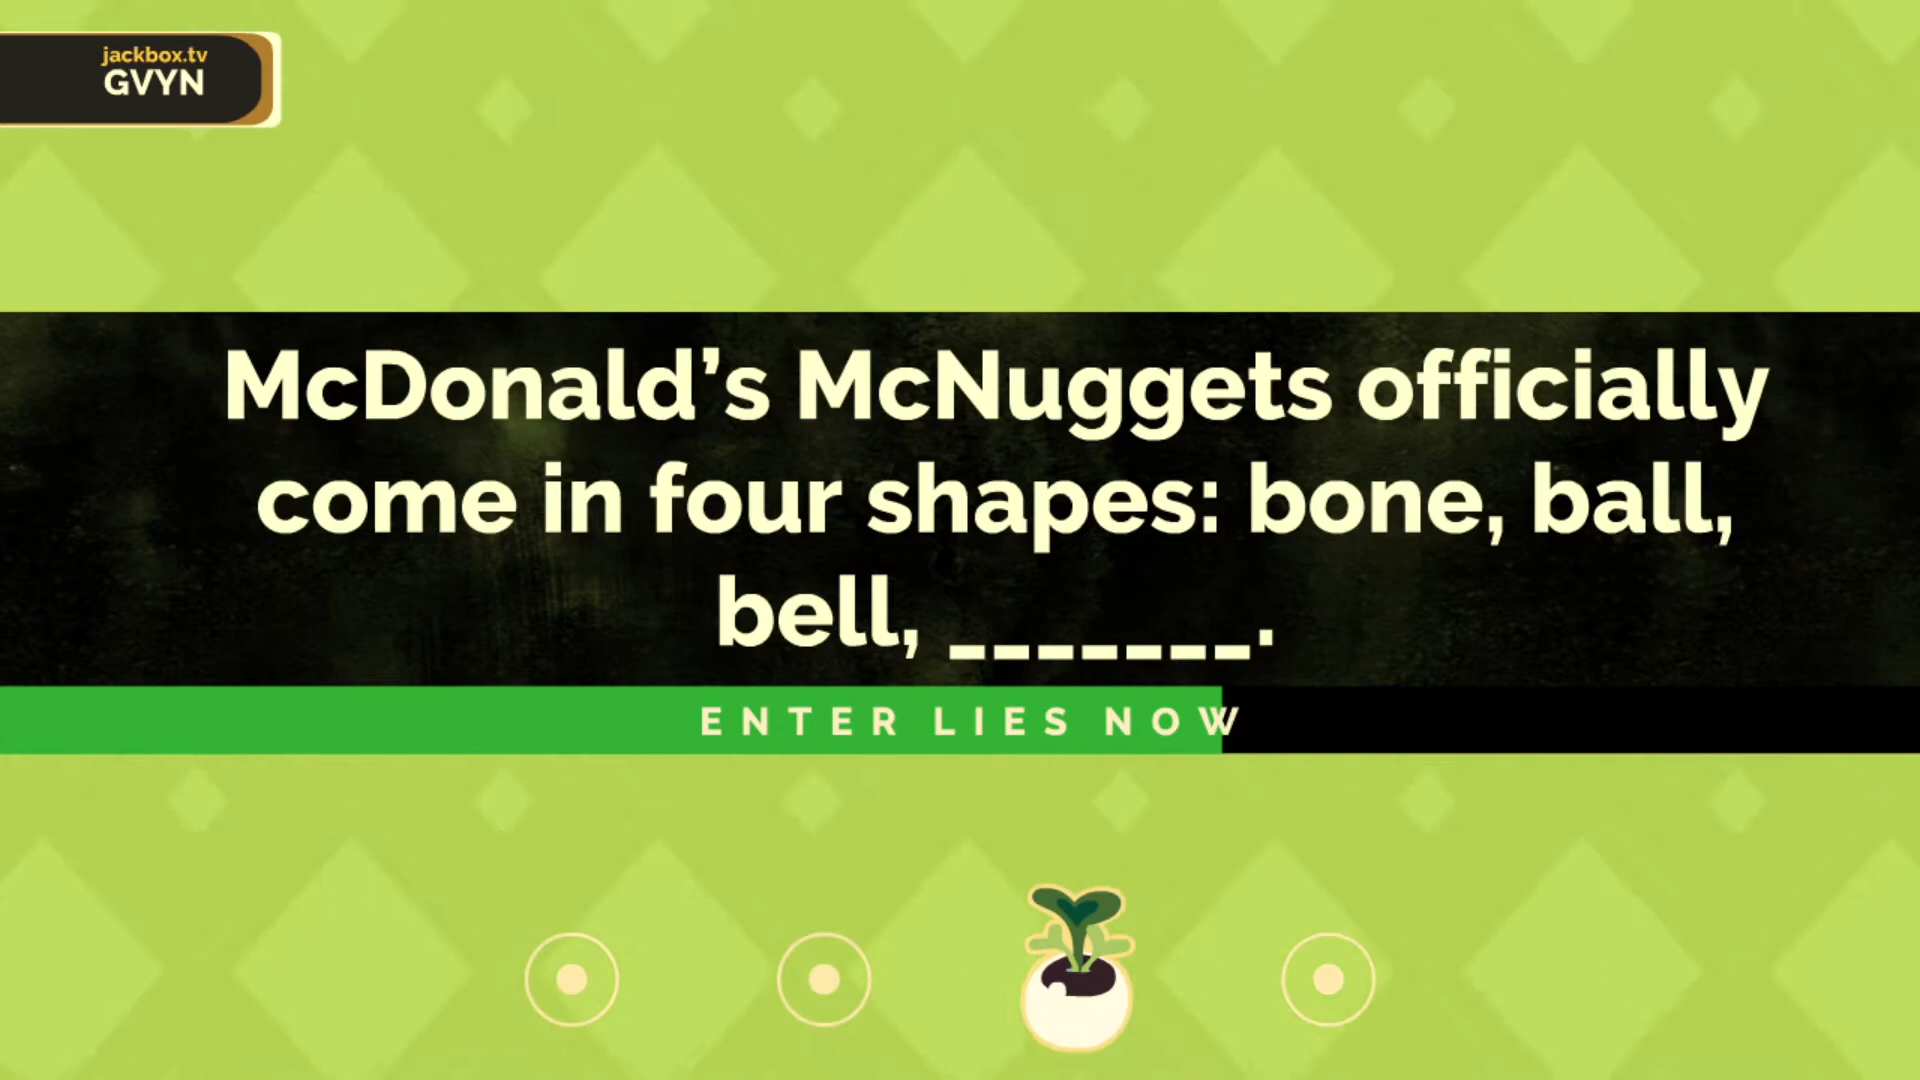 jackbox.tv
GVYN
McDonald’s McNuggets officially
come in four shapes: bone, ball,
bell, _______.
ENTER LIES NOW